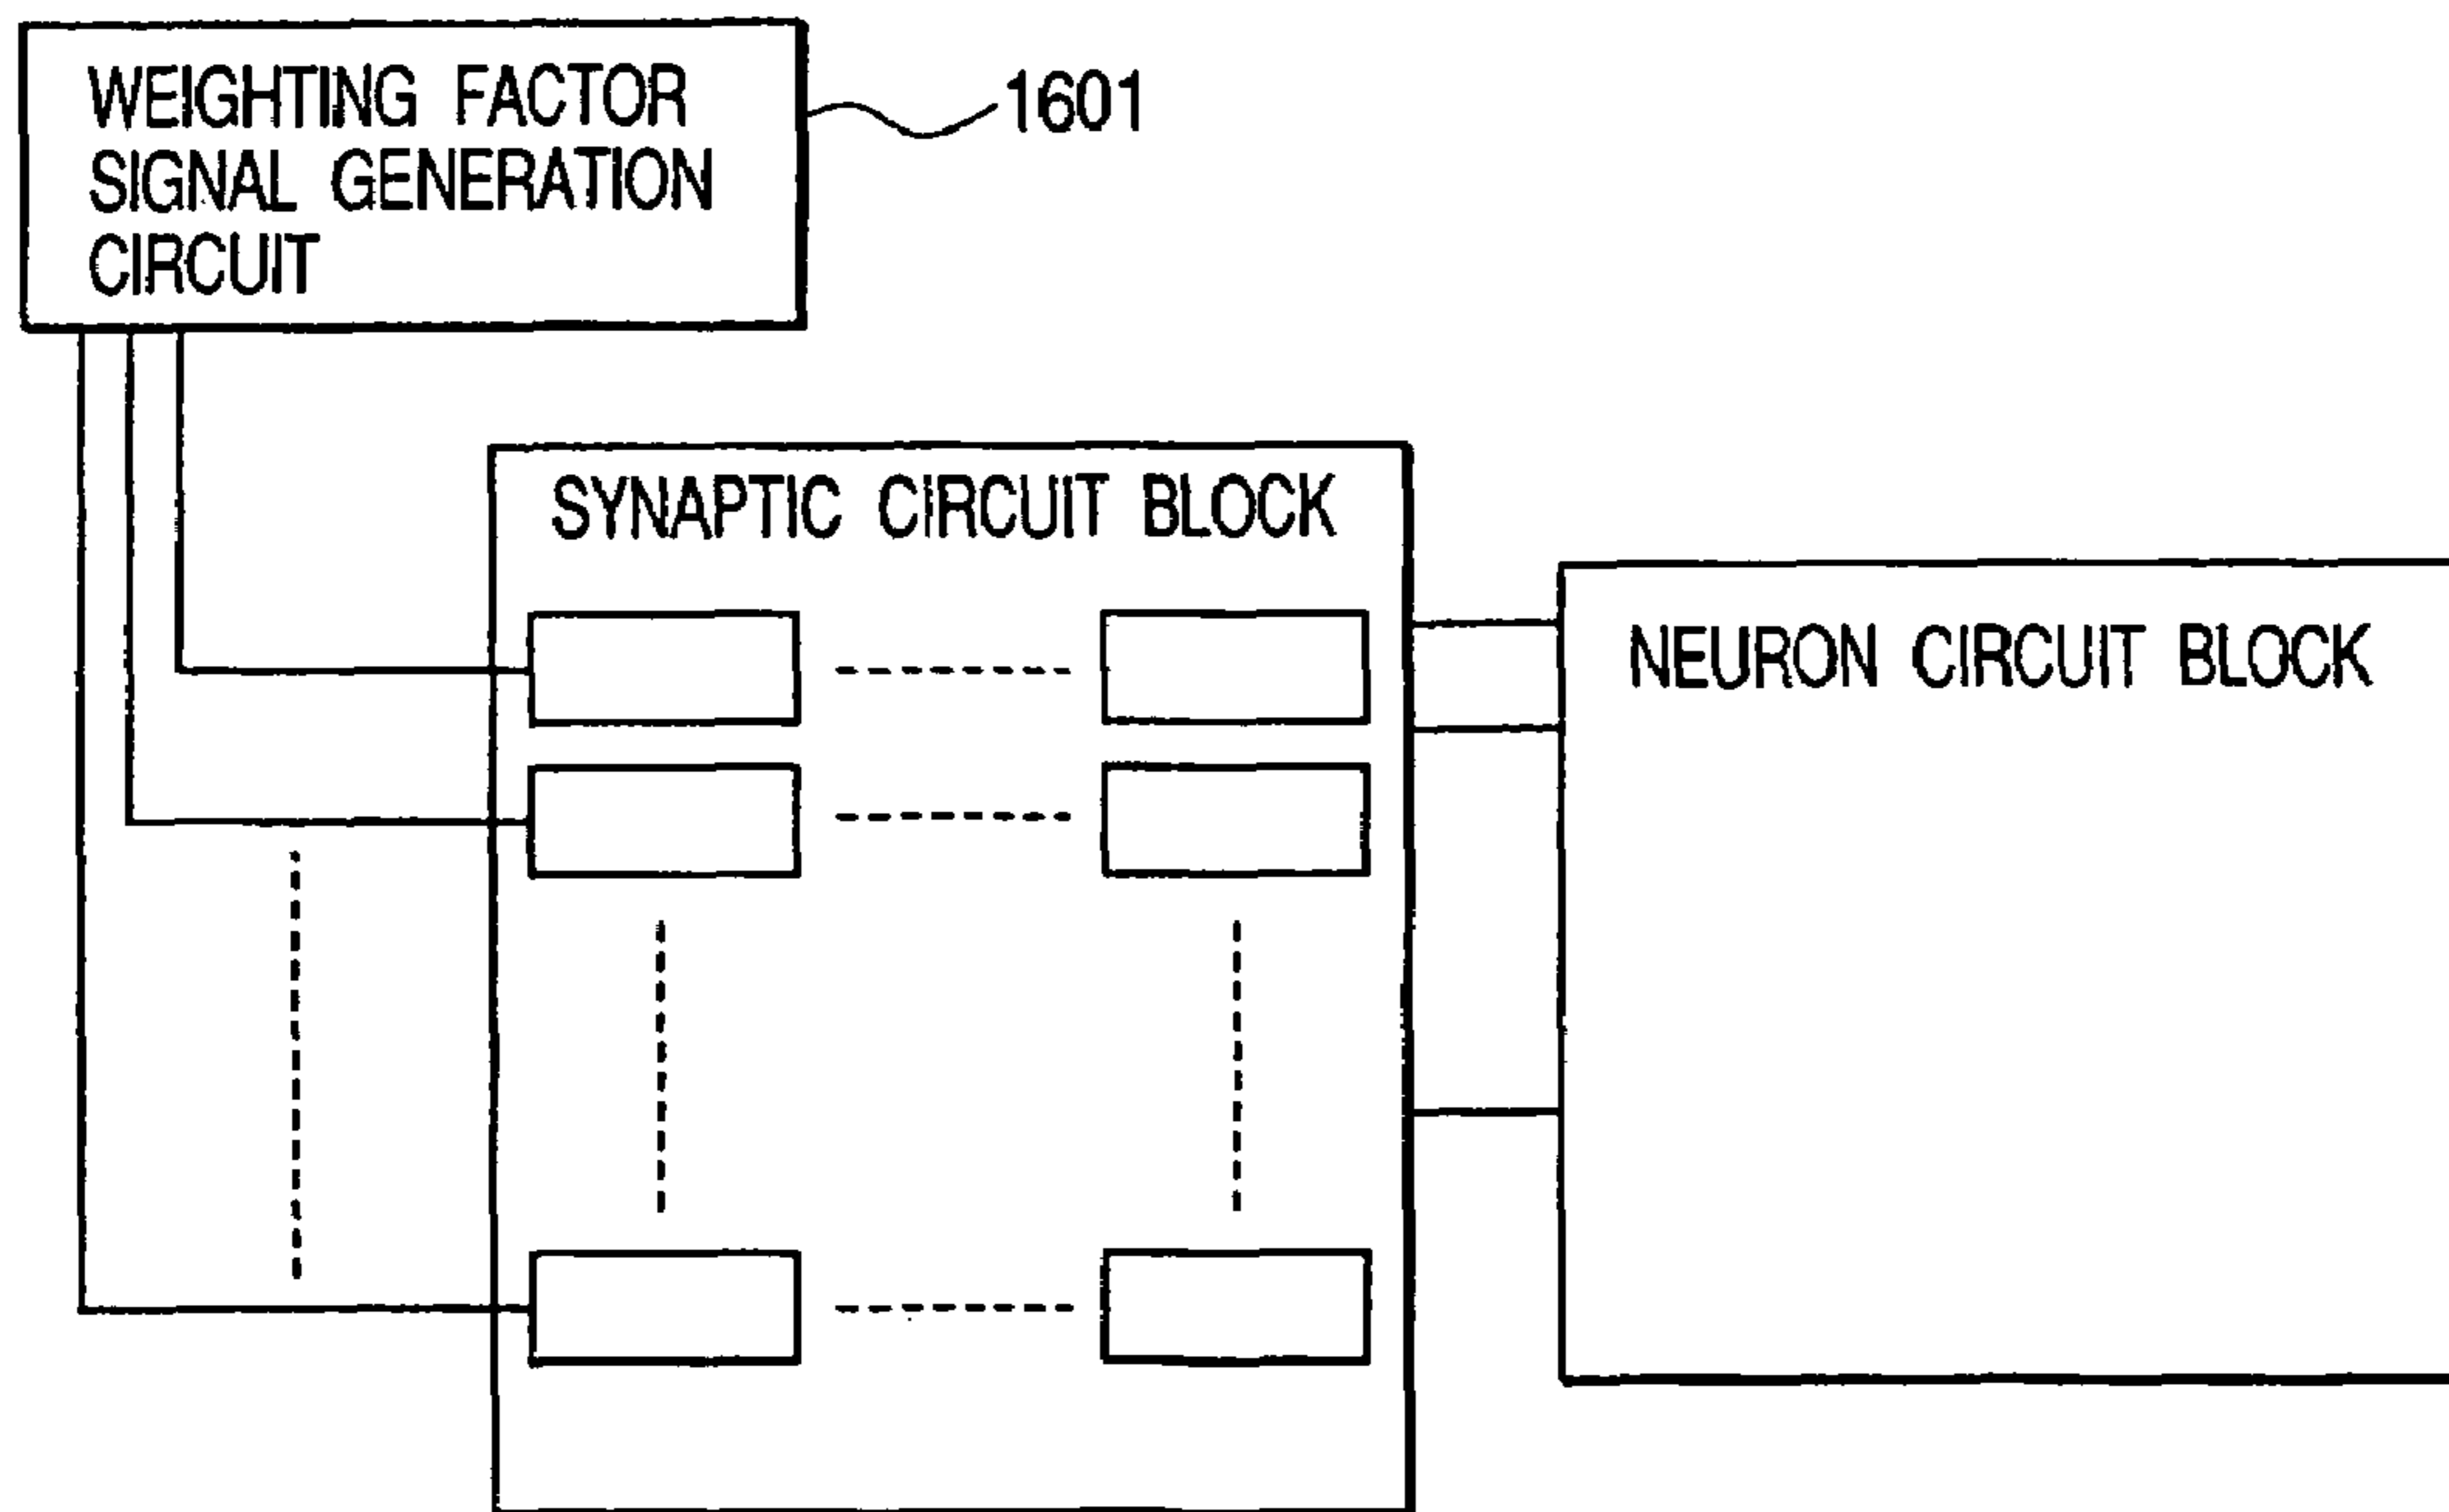 WEIGHTING FACTOR
SIGNAL GENERATION
CIRCUIT
1601
SYNAPTIC CIRCUIT BLOCK
NEURON CIRCUIT BLOCK